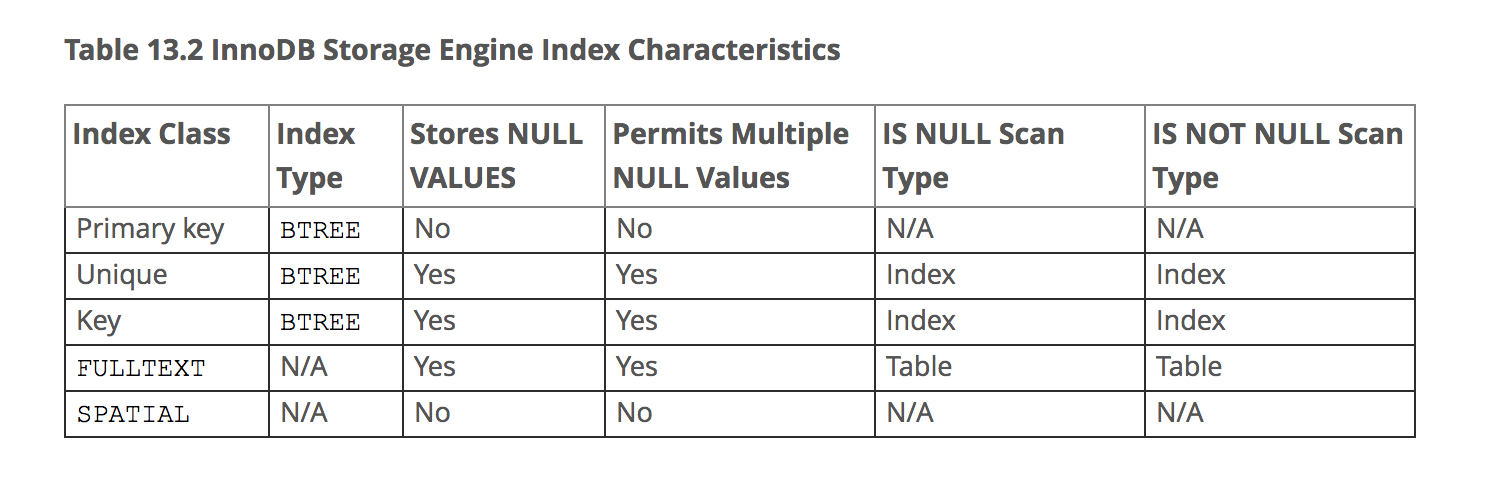 Table 13.2 InnoDB Storage Engine Index Characteristics
Index Class Index Type Stores NULL VALUES Permits Multiple NULL Values IS NULL Scan Type IS NOT NULL Scan Type
Primary key BTREE No No N/A N/A
Unique BTREE Yes Yes Index Index
Key BTREE Yes Yes Index Index
FULLTEXT N/A Yes Yes Table Table
SPATIAL N/A No No N/A N/A